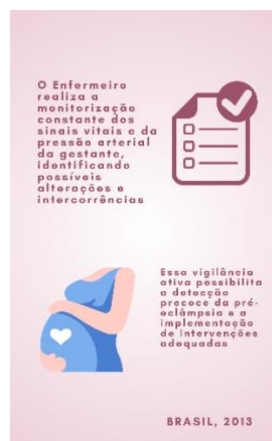 O Enfermeiro
realiza a
monitorização
constante dos
sinais vitais e da
pressão arterial
da gestante,
identificando
possíveis
alterações e
intercorrências
Essa vigilância
ativa possibilita
a detecção
precoce da pré-
eclâmpsia e a
implementação
de intervenções
adequadas
BRASIL, 2013